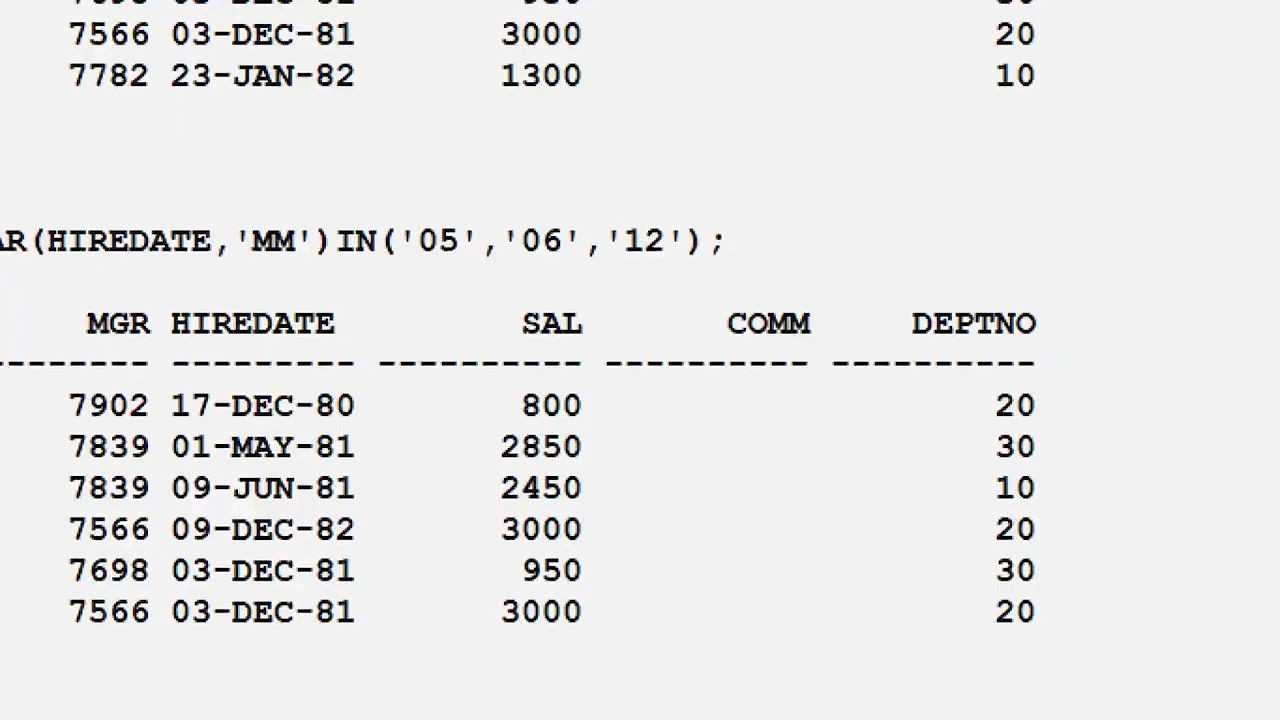 7566 03-DEC-81 3000 20
7782 23-JAN-82 1300 10
AR(HIREDATE,'MM')IN('05','06','12');
MGR HIREDATE SAL COMM DEPTNO
-------- --------- ---------- ---------- ----------
7902 17-DEC-80 800 20
7839 01-MAY-81 2850 30
7839 09-JUN-81 2450 10
7566 09-DEC-82 3000 20
7698 03-DEC-81 950 30
7566 03-DEC-81 3000 20